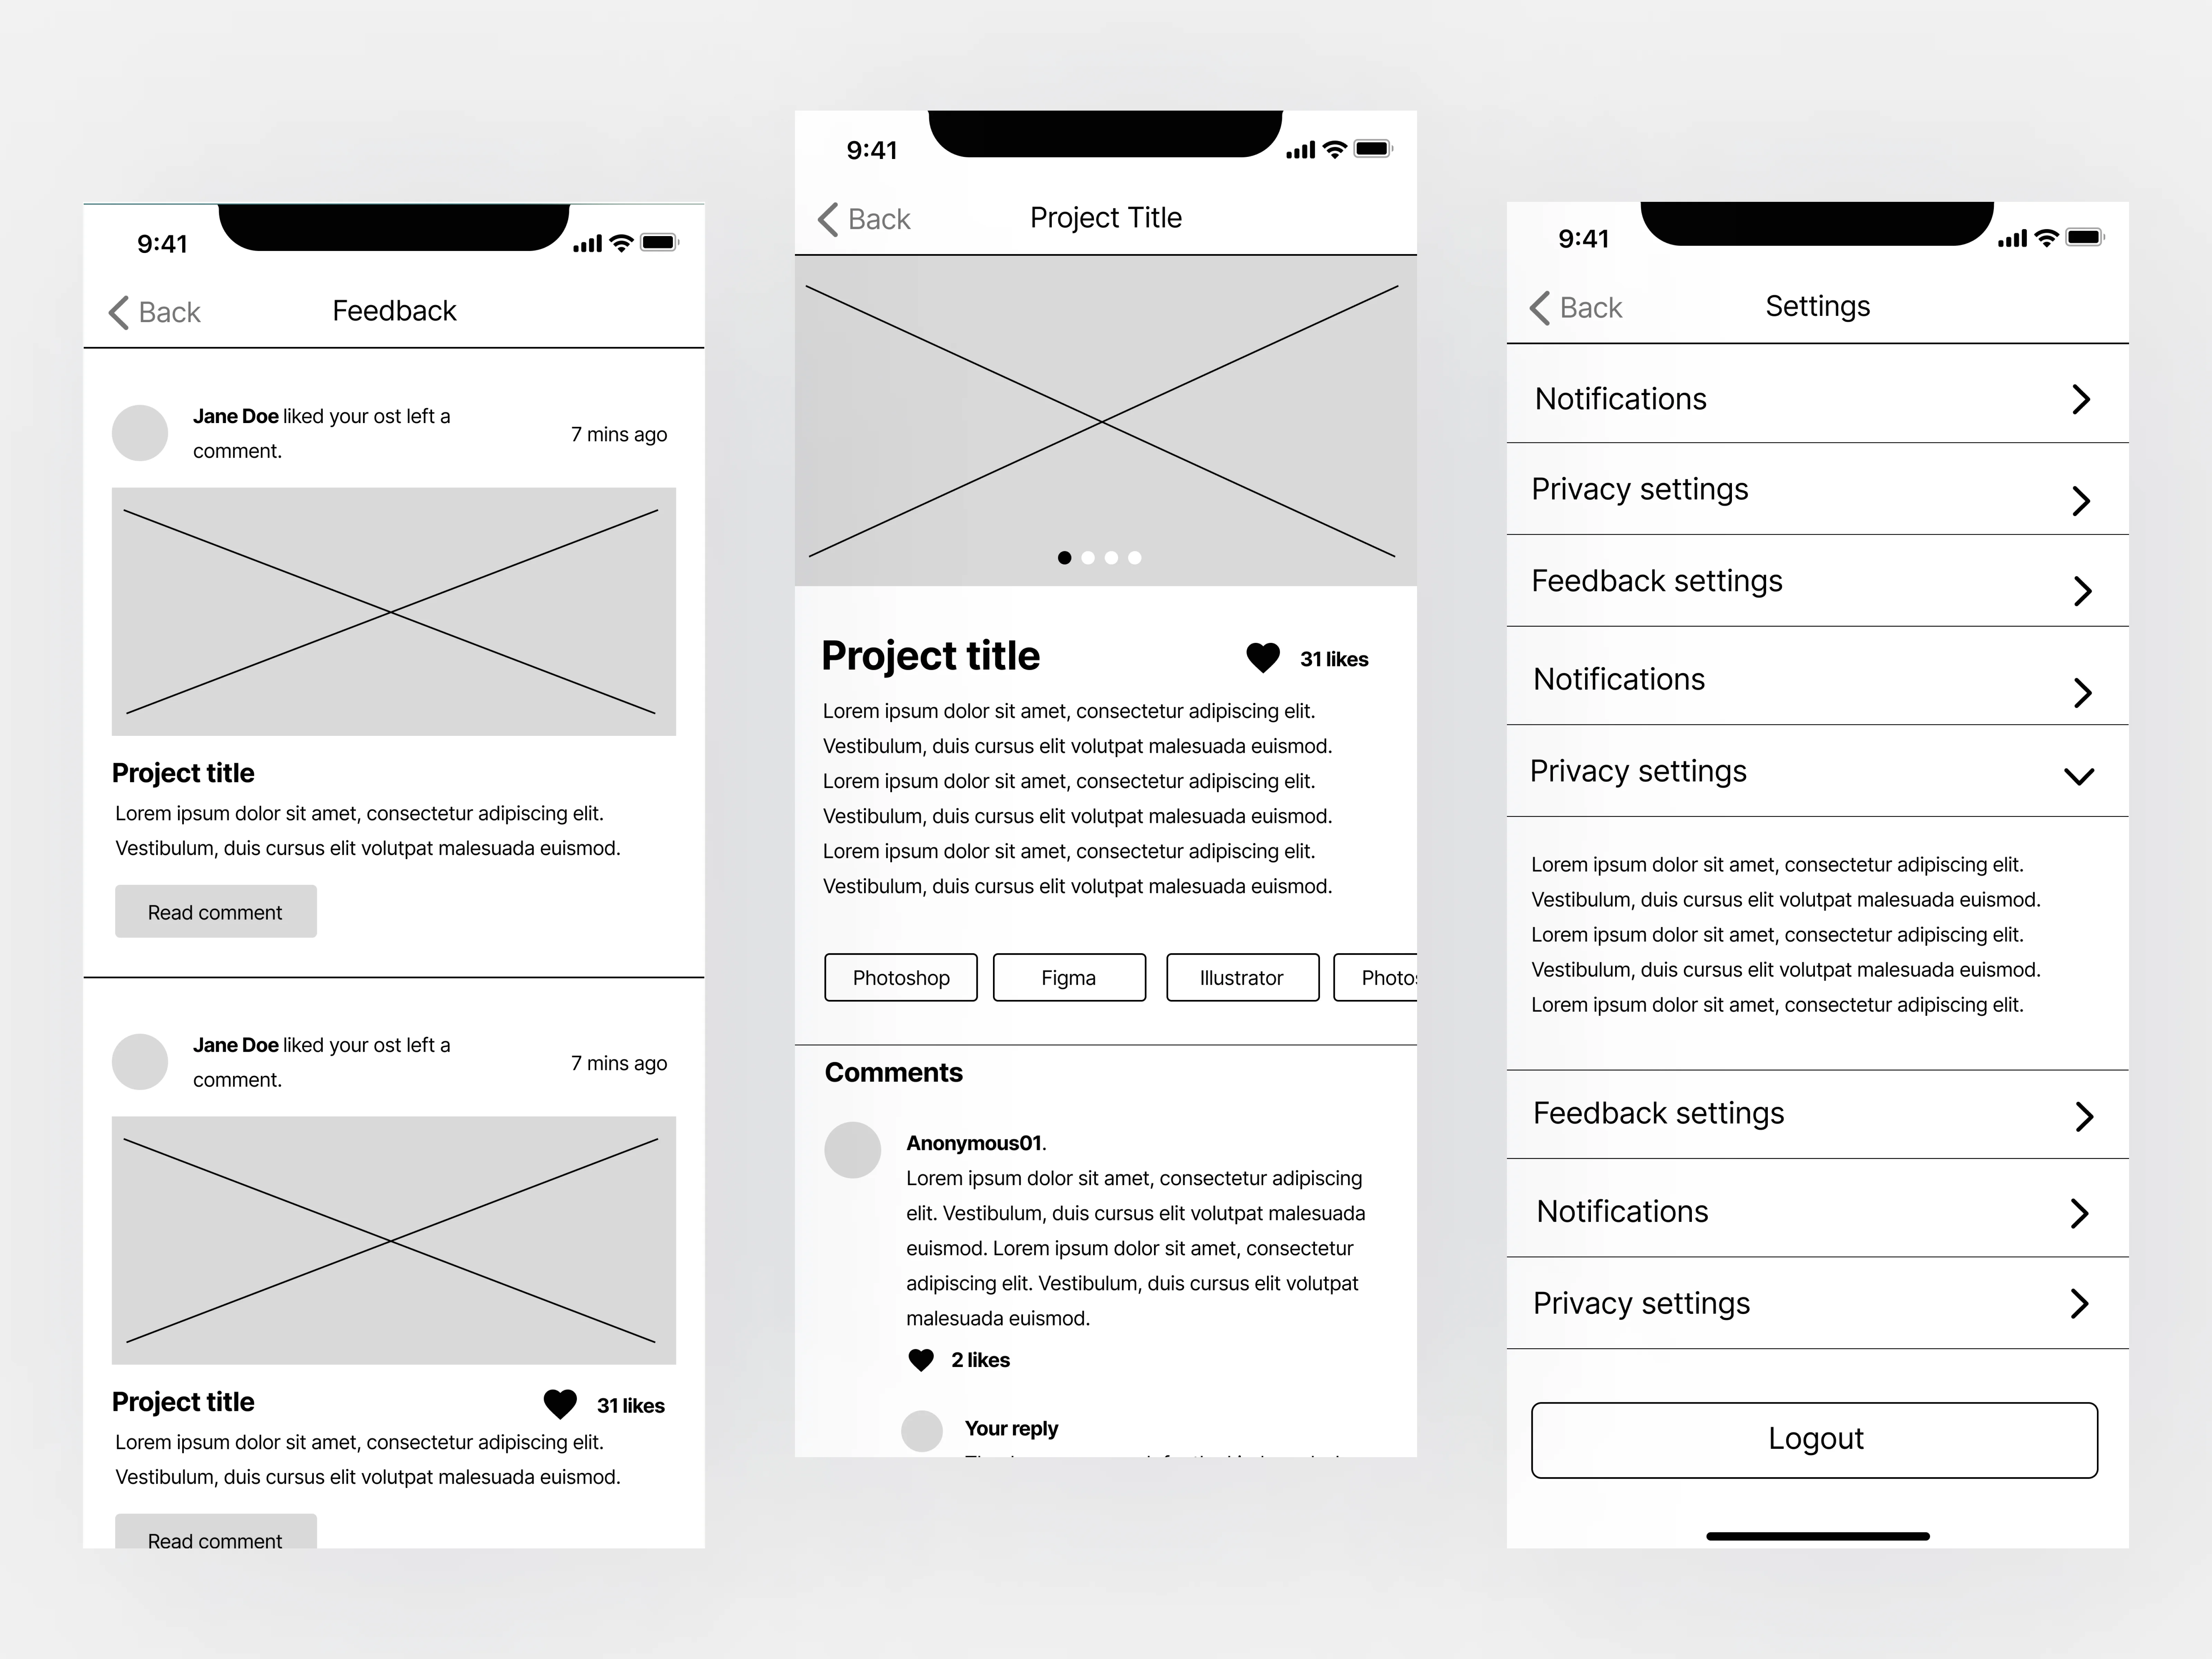 9:41
Back
Feedback
Jane Doe liked your ost left a
comment.
7 mins ago
Project title
Lorem ipsum dolor sit amet, consectetur adipiscing elit.
Vestibulum, duis cursus elit volutpat malesuada euismod.
Read comment
Jane Doe liked your ost left a
comment.
7 mins ago
Project title
31 likes
Lorem ipsum dolor sit amet, consectetur adipiscing elit.
Vestibulum, duis cursus elit volutpat malesuada euismod.
Read comment
9:41
Back
Project Title
Project title
31 likes
Lorem ipsum dolor sit amet, consectetur adipiscing elit.
Vestibulum, duis cursus elit volutpat malesuada euismod.
Lorem ipsum dolor sit amet, consectetur adipiscing elit.
Vestibulum, duis cursus elit volutpat malesuada euismod.
Lorem ipsum dolor sit amet, consectetur adipiscing elit.
Vestibulum, duis cursus elit volutpat malesuada euismod.
Photoshop
Figma
Illustrator
Photos
Comments
Anonymous01.
Lorem ipsum dolor sit amet, consectetur adipiscing
elit. Vestibulum, duis cursus elit volutpat malesuada
euismod. Lorem ipsum dolor sit amet, consectetur
adipiscing elit. Vestibulum, duis cursus elit volutpat
malesuada euismod.
2 likes
Your reply
9:41
Back
Settings
Notifications
Privacy settings
Feedback settings
Notifications
Privacy settings
Lorem ipsum dolor sit amet, consectetur adipiscing elit.
Vestibulum, duis cursus elit volutpat malesuada euismod.
Lorem ipsum dolor sit amet, consectetur adipiscing elit.
Vestibulum, duis cursus elit volutpat malesuada euismod.
Lorem ipsum dolor sit amet, consectetur adipiscing elit.
Feedback settings
Notifications
Privacy settings
Logout